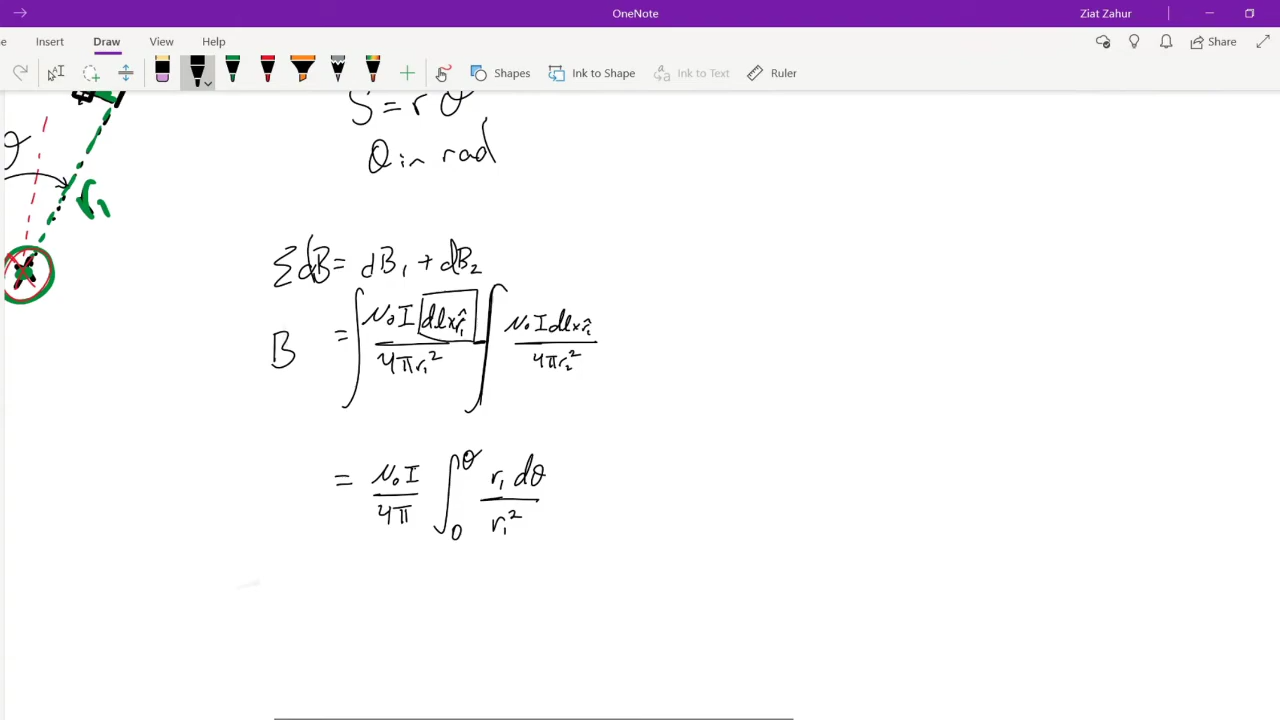 OneNote
Ziat Zahur
Insert Draw View Help
Share
Shapes Ink to Shape Ink to Text Ruler
S = r θ
θ in rad
θ
r₁
ΣdB = dB₁ + dB₂
B = ∫ μ₀I dl×r̂₁ / 4πr₁² ∫ μ₀I dl×r̂₂ / 4πr₂²
= μ₀I / 4π ∫₀^θ r₁ dθ / r₁²